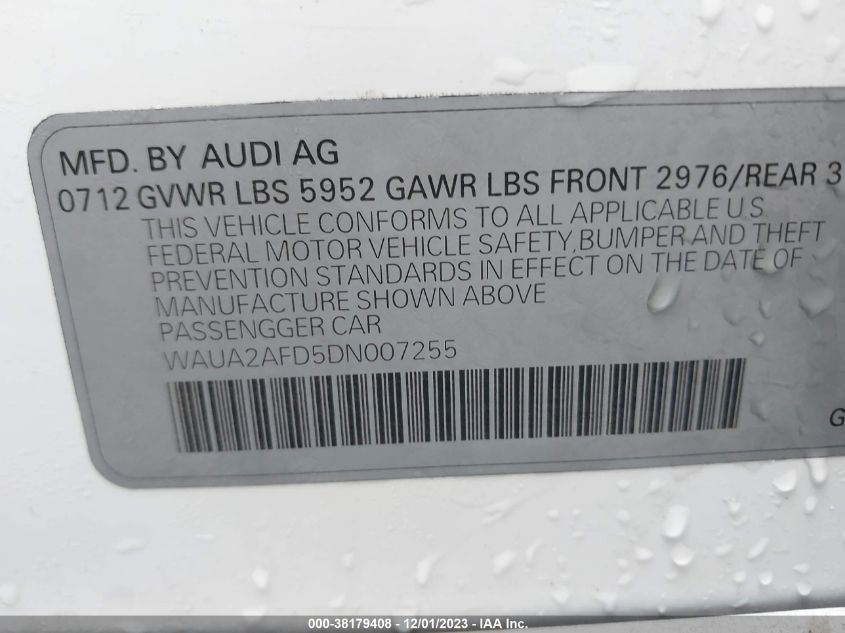 MFD. BY AUDI AG
0712 GVWR LBS 5952 GAWR LBS FRONT 2976/REAR 3
THIS VEHICLE CONFORMS TO ALL APPLICABLE U.S
FEDERAL MOTOR VEHICLE SAFETY, BUMPER AND THEFT
PREVENTION STANDARDS IN EFFECT ON THE DATE OF
MANUFACTURE SHOWN ABOVE
PASSENGGER CAR
WAUA2AFD5DN007255
G
000-38179408 - 12/01/2023 - IAA Inc.